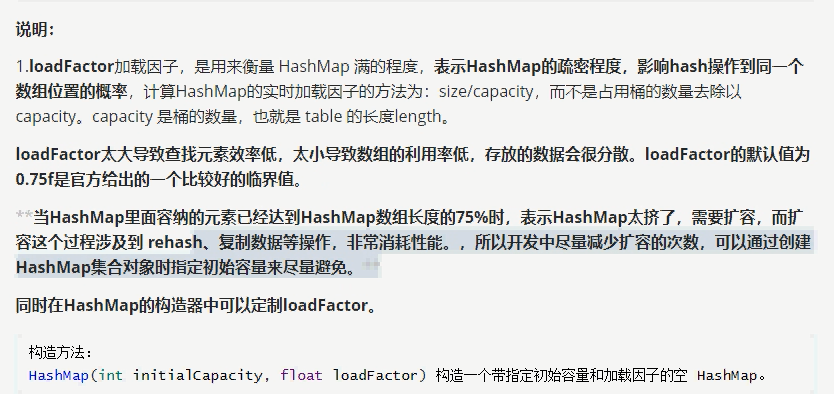 说明：
1.loadFactor加载因子，是用来衡量 HashMap 满的程度，表示HashMap的疏密程度，影响hash操作到同一个
数组位置的概率，计算HashMap的实时加载因子的方法为：size/capacity，而不是占用桶的数量去除以
capacity。capacity 是桶的数量，也就是 table 的长度length。
loadFactor太大导致查找元素效率低，太小导致数组的利用率低，存放的数据会很分散。loadFactor的默认值为
0.75f是官方给出的一个比较好的临界值。
**当HashMap里面容纳的元素已经达到HashMap数组长度的75%时，表示HashMap太挤了，需要扩容，而扩
容这个过程涉及到 rehash、复制数据等操作，非常消耗性能。，所以开发中尽量减少扩容的次数，可以通过创建
HashMap集合对象时指定初始容量来尽量避免。**
同时在HashMap的构造器中可以定制loadFactor。
构造方法：
HashMap(int initialCapacity, float loadFactor) 构造一个带指定初始容量和加载因子的空 HashMap。